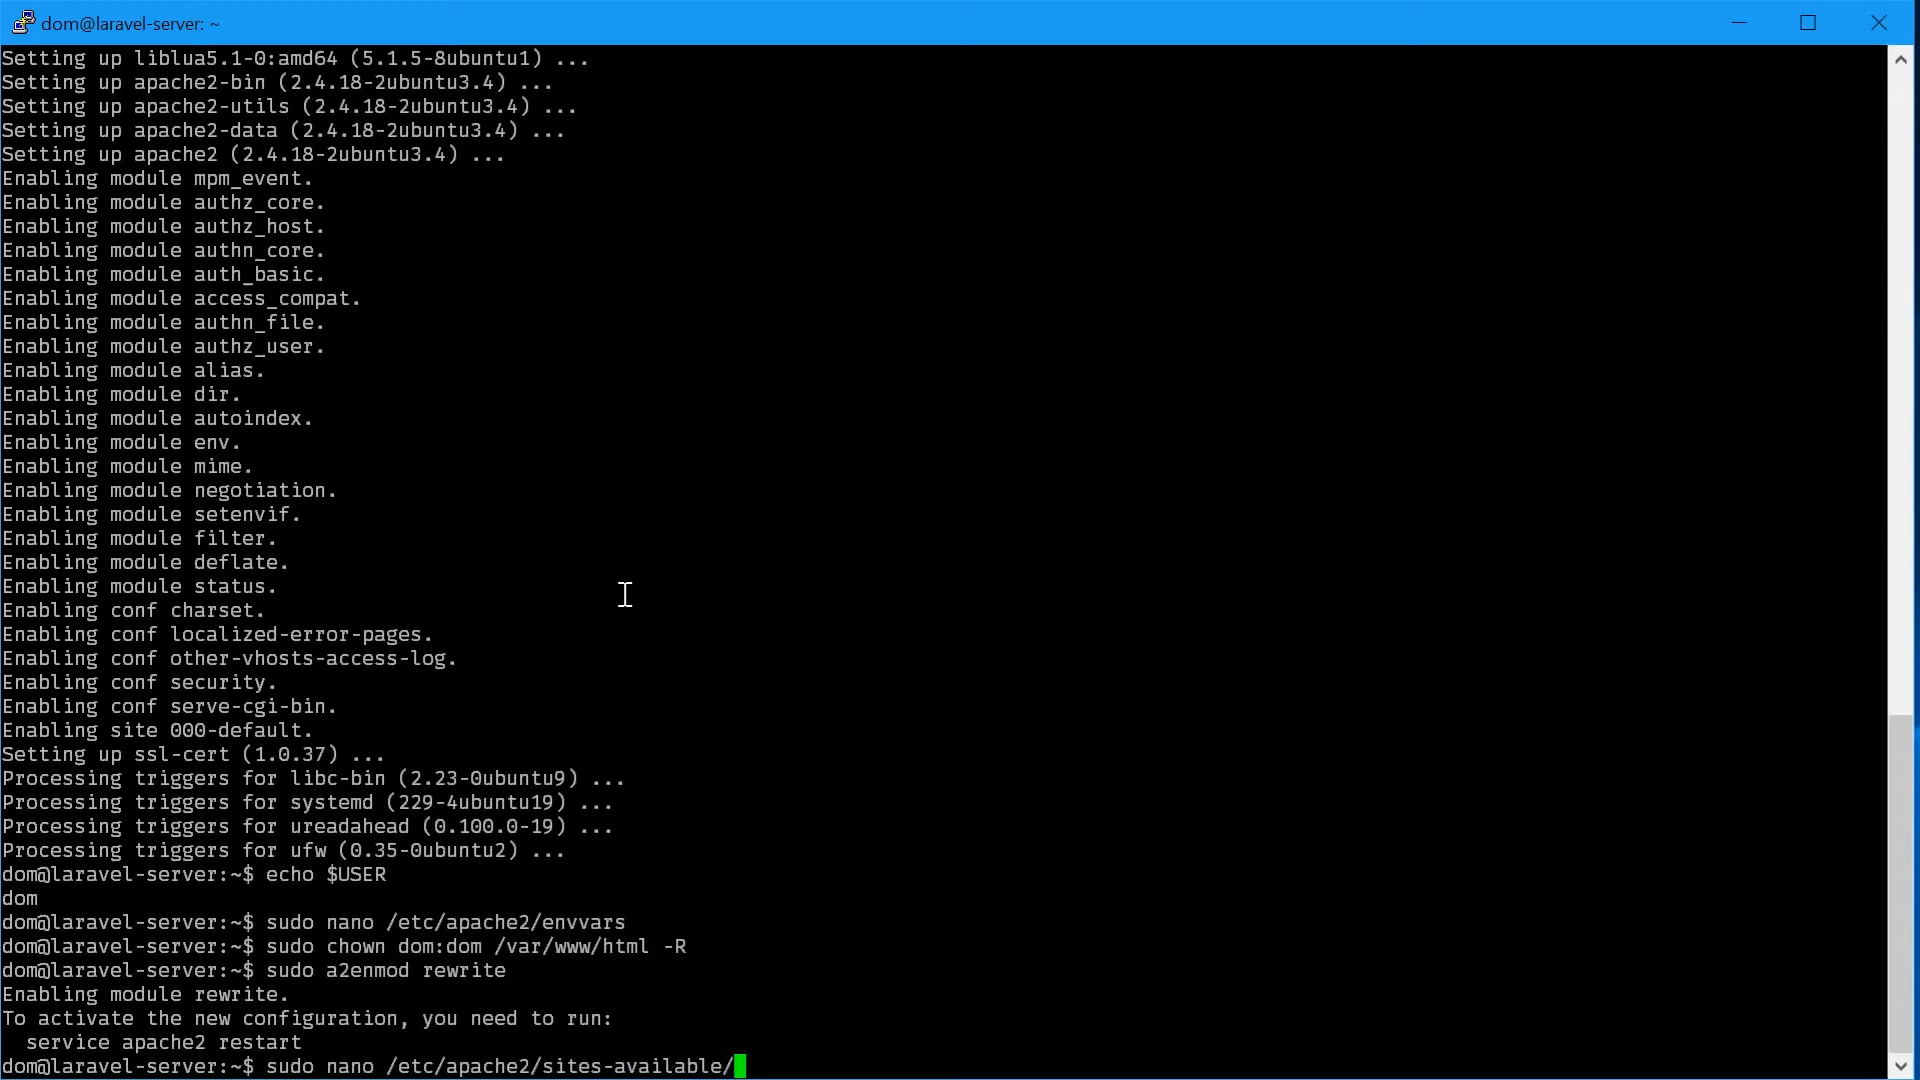 dom@laravel-server: ~
Setting up liblua5.1-0:amd64 (5.1.5-8ubuntu1) ...
Setting up apache2-bin (2.4.18-2ubuntu3.4) ...
Setting up apache2-utils (2.4.18-2ubuntu3.4) ...
Setting up apache2-data (2.4.18-2ubuntu3.4) ...
Setting up apache2 (2.4.18-2ubuntu3.4) ...
Enabling module mpm_event.
Enabling module authz_core.
Enabling module authz_host.
Enabling module authn_core.
Enabling module auth_basic.
Enabling module access_compat.
Enabling module authn_file.
Enabling module authz_user.
Enabling module alias.
Enabling module dir.
Enabling module autoindex.
Enabling module env.
Enabling module mime.
Enabling module negotiation.
Enabling module setenvif.
Enabling module filter.
Enabling module deflate.
Enabling module status.
Enabling conf charset.
Enabling conf localized-error-pages.
Enabling conf other-vhosts-access-log.
Enabling conf security.
Enabling conf serve-cgi-bin.
Enabling site 000-default.
Setting up ssl-cert (1.0.37) ...
Processing triggers for libc-bin (2.23-0ubuntu9) ...
Processing triggers for systemd (229-4ubuntu19) ...
Processing triggers for ureadahead (0.100.0-19) ...
Processing triggers for ufw (0.35-0ubuntu2) ...
dom@laravel-server:~$ echo $USER
dom
dom@laravel-server:~$ sudo nano /etc/apache2/envvars
dom@laravel-server:~$ sudo chown dom:dom /var/www/html -R
dom@laravel-server:~$ sudo a2enmod rewrite
Enabling module rewrite.
To activate the new configuration, you need to run:
  service apache2 restart
dom@laravel-server:~$ sudo nano /etc/apache2/sites-available/